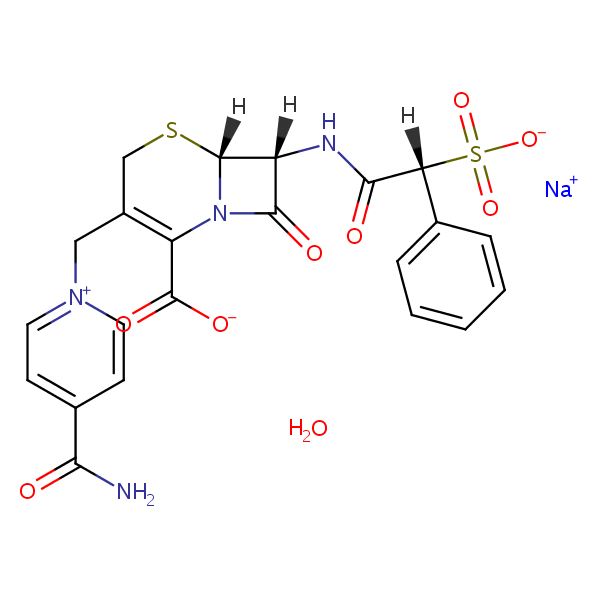 O
H H H
S NH S O−
Na+
N O O O
N+ O O−
H2O
O NH2